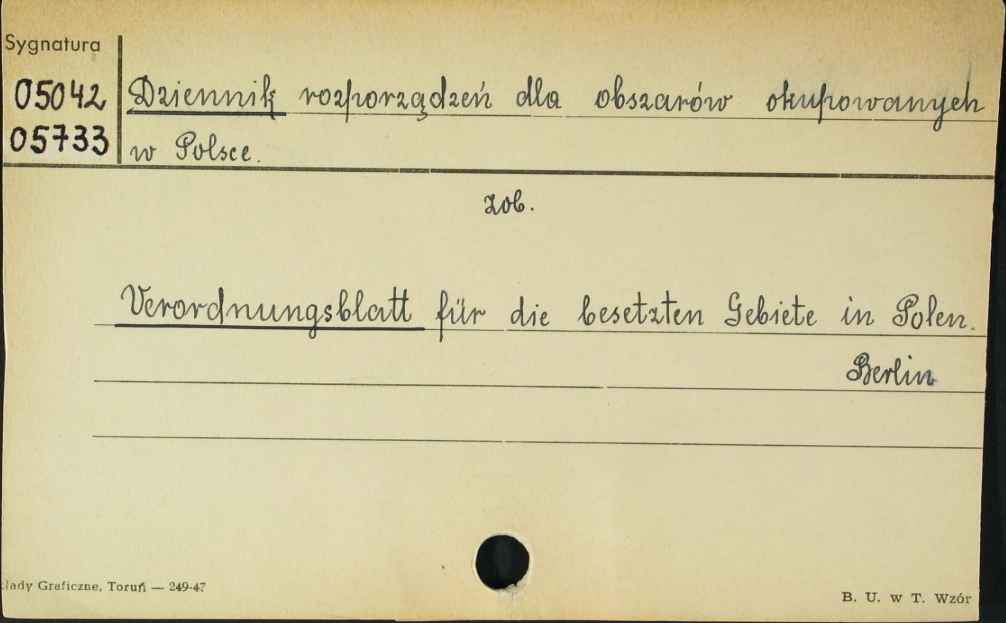 Sygnatura
05042 Dziennik rozporządzeń dla obszarów okupowanych
05733 w Polsce.
zob.
Verordnungsblatt für die besetzten Gebiete in Polen.
Berlin
łady Graficzne, Toruń — 249-47
B. U. w T. Wzór